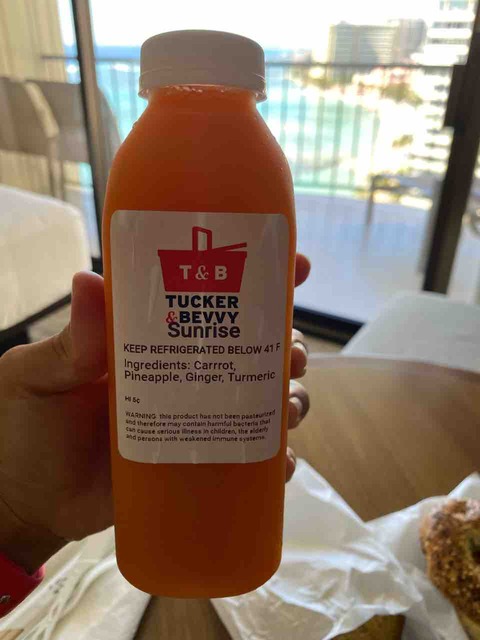 T & B
TUCKER
& BEVVY
Sunrise
KEEP REFRIGERATED BELOW 41 F
Ingredients: Carrrot,
Pineapple, Ginger, Turmeric
HI 5¢
WARNING: this product has not been pasteurized
and therefore may contain harmful bacteria that
can cause serious illness in children, the elderly
and persons with weakened immune systems.